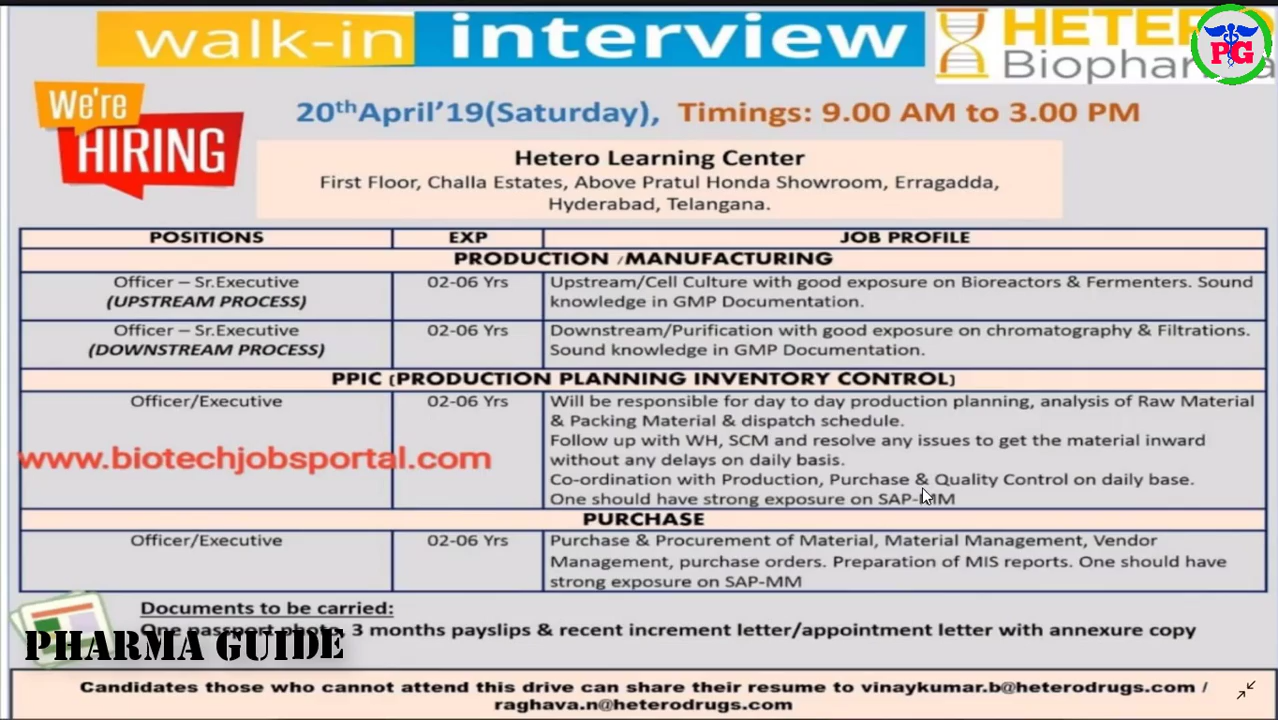 walk-in interview
HETER
Biopharma
PG
We're
HIRING
20thApril'19(Saturday), Timings: 9.00 AM to 3.00 PM
Hetero Learning Center
First Floor, Challa Estates, Above Pratul Honda Showroom, Erragadda,
Hyderabad, Telangana.
POSITIONS EXP JOB PROFILE
PRODUCTION /MANUFACTURING
Officer – Sr.Executive 02-06 Yrs Upstream/Cell Culture with good exposure on Bioreactors & Fermenters. Sound
(UPSTREAM PROCESS) knowledge in GMP Documentation.
Officer – Sr.Executive 02-06 Yrs Downstream/Purification with good exposure on chromatography & Filtrations.
(DOWNSTREAM PROCESS) Sound knowledge in GMP Documentation.
PPIC (PRODUCTION PLANNING INVENTORY CONTROL)
Officer/Executive 02-06 Yrs Will be responsible for day to day production planning, analysis of Raw Material
& Packing Material & dispatch schedule.
Follow up with WH, SCM and resolve any issues to get the material inward
www.biotechjobsportal.com without any delays on daily basis.
Co-ordination with Production, Purchase & Quality Control on daily base.
One should have strong exposure on SAP-MM
PURCHASE
Officer/Executive 02-06 Yrs Purchase & Procurement of Material, Material Management, Vendor
Management, purchase orders. Preparation of MIS reports. One should have
strong exposure on SAP-MM
Documents to be carried:
One passport photo, 3 months payslips & recent increment letter/appointment letter with annexure copy
PHARMA GUIDE
Candidates those who cannot attend this drive can share their resume to vinaykumar.b@heterodrugs.com /
raghava.n@heterodrugs.com